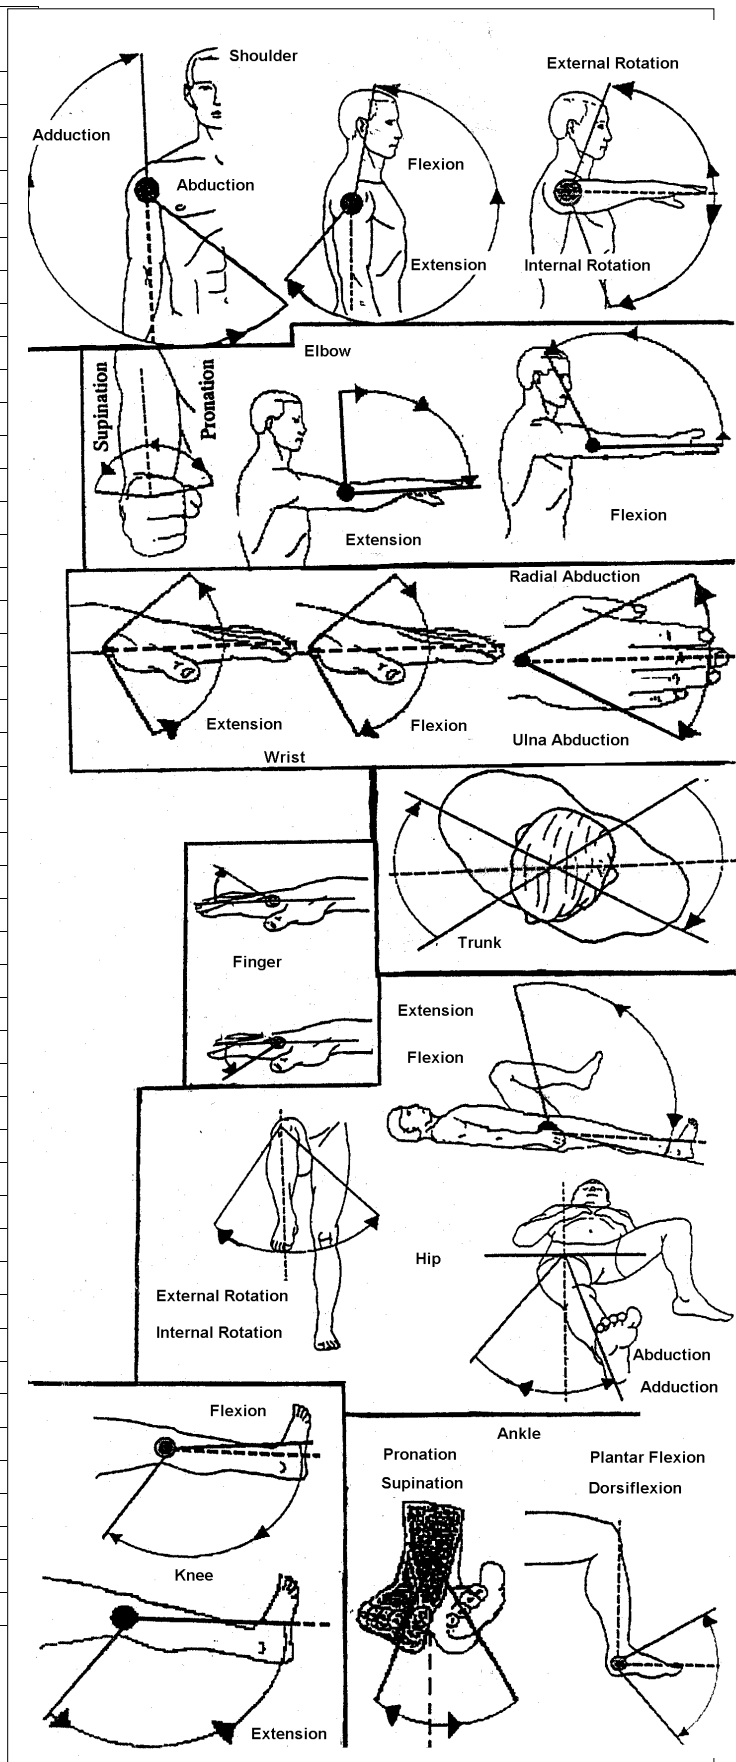 Shoulder
Adduction
Abduction
Flexion
Extension
External Rotation
Internal Rotation
Elbow
Supination
Pronation
Extension
Flexion
Radial Abduction
Extension
Flexion
Ulna Abduction
Wrist
Trunk
Finger
Extension
Flexion
Hip
External Rotation
Internal Rotation
Abduction
Adduction
Flexion
Knee
Extension
Ankle
Pronation
Supination
Plantar Flexion
Dorsiflexion